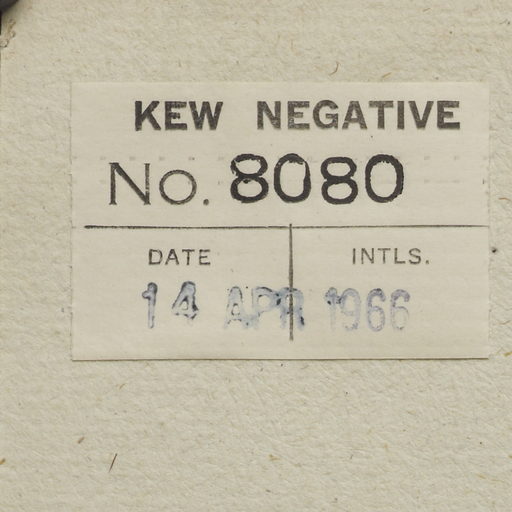 KEW NEGATIVE
No. 8080
DATE INTLS.
14 APR 1966